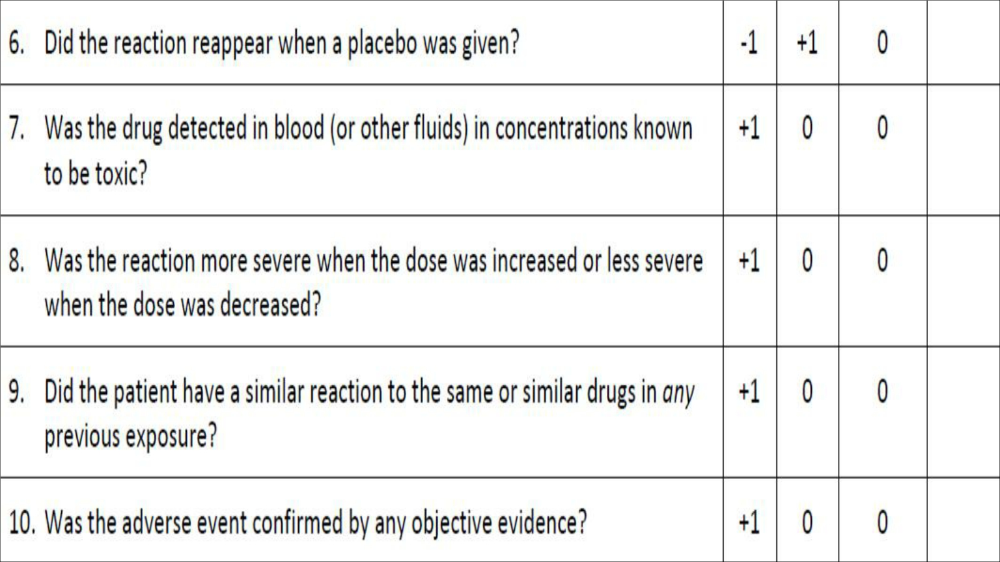 6. Did the reaction reappear when a placebo was given? -1 +1 0
7. Was the drug detected in blood (or other fluids) in concentrations known +1 0 0
to be toxic?
8. Was the reaction more severe when the dose was increased or less severe +1 0 0
when the dose was decreased?
9. Did the patient have a similar reaction to the same or similar drugs in any +1 0 0
previous exposure?
10. Was the adverse event confirmed by any objective evidence? +1 0 0